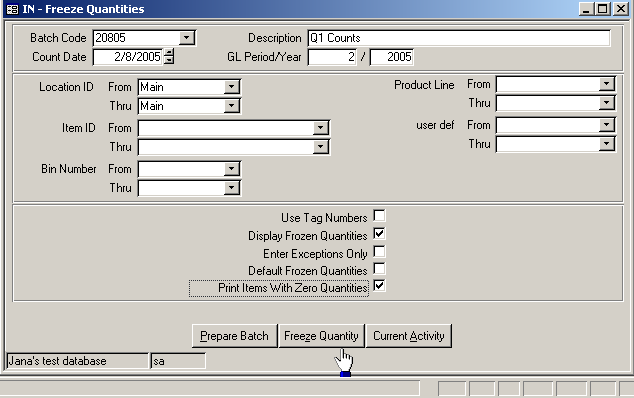 IN - Freeze Quantities
Batch Code 20805 Description Q1 Counts
Count Date 2/8/2005 GL Period/Year 2 / 2005
Location ID From Main Product Line From
Thru Main Thru
Item ID From user def From
Thru Thru
Bin Number From
Thru
Use Tag Numbers
Display Frozen Quantities
Enter Exceptions Only
Default Frozen Quantities
Print Items With Zero Quantities
Prepare Batch Freeze Quantity Current Activity
Jana's test database sa